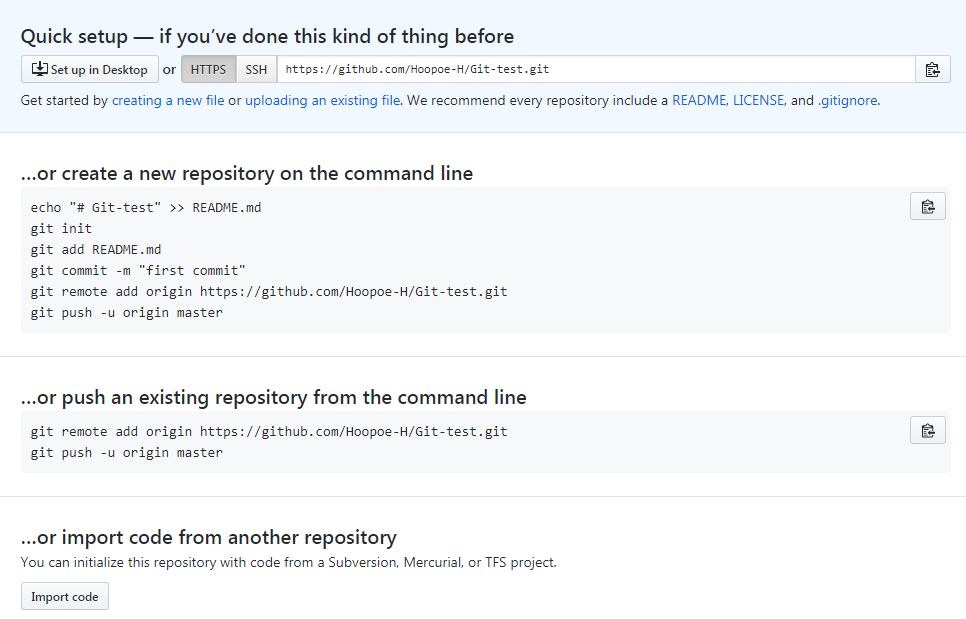 Quick setup — if you’ve done this kind of thing before
Set up in Desktop or HTTPS SSH https://github.com/Hoopoe-H/Git-test.git
Get started by creating a new file or uploading an existing file. We recommend every repository include a README, LICENSE, and .gitignore.
…or create a new repository on the command line
echo "# Git-test" >> README.md
git init
git add README.md
git commit -m "first commit"
git remote add origin https://github.com/Hoopoe-H/Git-test.git
git push -u origin master
…or push an existing repository from the command line
git remote add origin https://github.com/Hoopoe-H/Git-test.git
git push -u origin master
…or import code from another repository
You can initialize this repository with code from a Subversion, Mercurial, or TFS project.
Import code